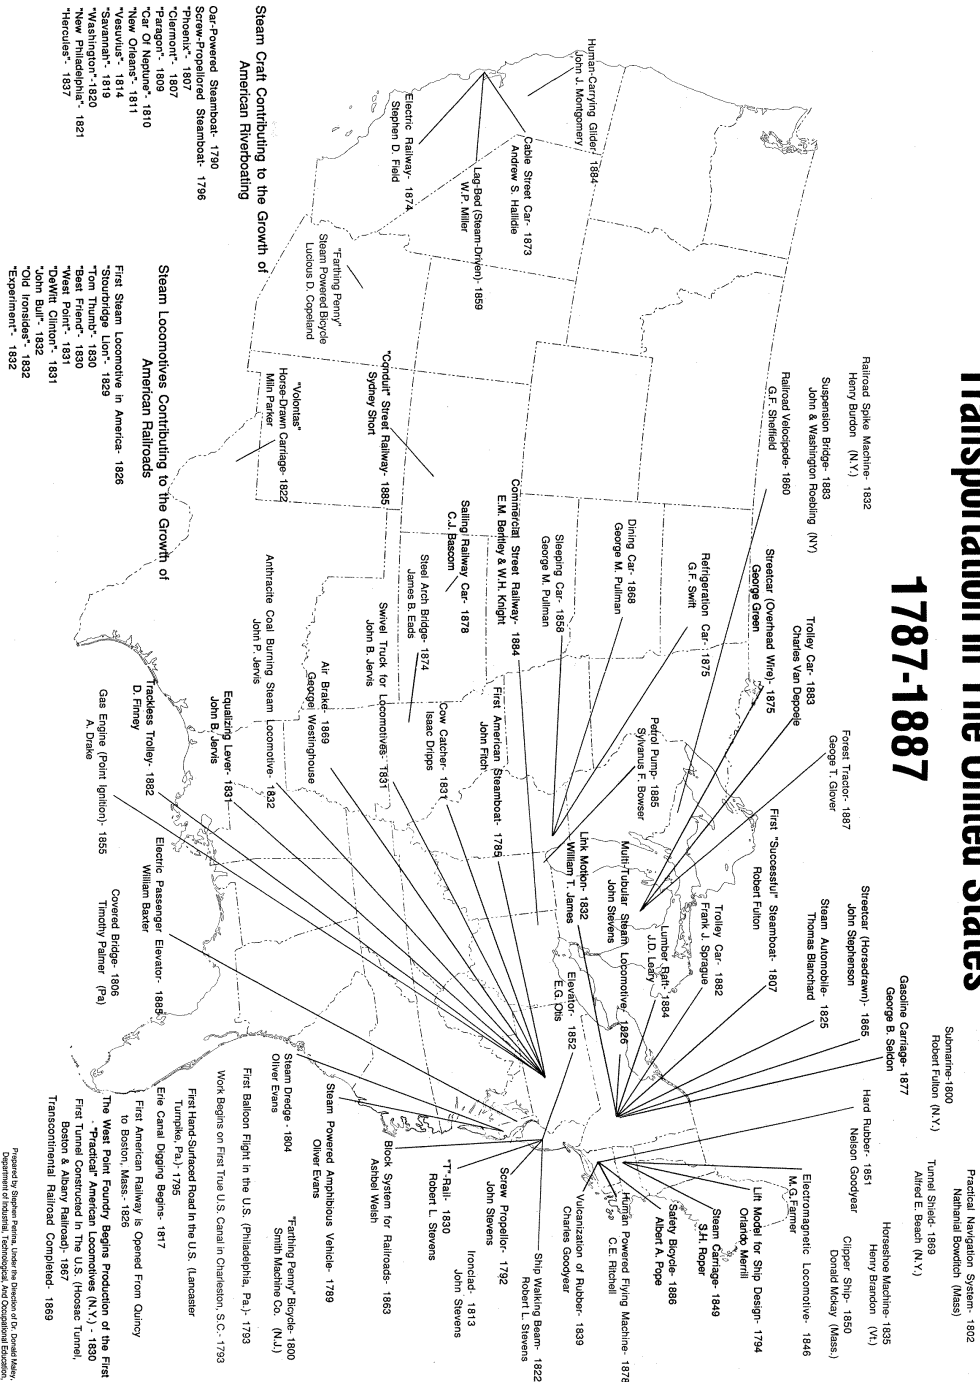 Transportation in The United States
1787-1887
Practical Navigation System- 1802
Nathanial Bowditch (Mass)
Submarine-1800
Robert Fulton (N.Y.)
Tunnel Shield- 1869
Alfred E. Beach (N.Y.)
Gasoline Carriage- 1877
George B. Seldon
Horseshoe Machine- 1835
Henry Brandon (Vt.)
Railroad Spike Machine- 1832
Henry Burdon (N.Y.)
Forest Tractor- 1887
Geoge T. Glover
Streetcar (Horsedrawn)- 1865
John Stephenson
Hard Rubber- 1851
Nelson Goodyear
Clipper Ship- 1850
Donald Mckay (Mass.)
Suspension Bridge- 1883
John & Washington Roebling (NY)
Trolley Car- 1883
Charles Van Depoele
Steam Automobile- 1825
Thomas Blanchard
Electromagnetic Locomotive- 1846
M.G. Farmer
Railroad Velocipede- 1860
G.F. Sheffield
Streetcar (Overhead Wire)- 1875
George Green
First "Successful" Steamboat- 1807
Robert Fulton
Lift Model for Ship Design- 1794
Orlando Merrill
Refrigeration Car- 1875
G.F. Swift
Trolley Car- 1882
Frank J. Sprague
Steam Carriage- 1849
S.H. Roper
Petrol Pump- 1885
Sylvanus F. Bowser
Lumber Raft- 1884
J.D. Leary
Safety Bicycle- 1886
Albert A. Pope
Dining Car- 1868
George M. Pullman
Multi-Tubular Steam Locomotive- 1826
John Stevens
Human Powered Flying Machine- 1878
C.E. Ritchell
Human-Carrying Glider- 1884
John J. Montgomery
Link Motion- 1832
William T. James
Vulcanization of Rubber- 1839
Charles Goodyear
Sleeping Car- 1858
George M. Pullman
Elevator- 1852
E.G. Otis
Cable Street Car- 1873
Andrew S. Hallidie
Commercial Street Railway- 1884
E.M. Bentley & W.H. Knight
Ship Walking Beam- 1822
Robert L. Stevens
Lag-Bed (Steam-Driven)- 1859
W.P. Miller
First American Steamboat- 1785
John Fitch
Screw Propellor- 1792
John Stevens
Sailing Railway Car- 1878
C.J. Bascom
Ironclad- 1813
John Stevens
Electric Railway- 1874
Stephen D. Field
Steel Arch Bridge- 1874
James B. Eads
Cow Catcher- 1831
Isaac Dripps
"T"-Rail- 1830
Robert L. Stevens
"Conduit" Street Railway- 1885
Sydney Short
Swivel Truck for Locomotives- 1831
John B. Jervis
Block System for Railroads- 1863
Ashbel Welsh
"Farthing Penny"
Steam Powered Bicycle
Lucious D. Copeland
Air Brake- 1869
George Westinghouse
Steam Powered Amphibious Vehicle- 1789
Oliver Evans
"Volontas"
Horse-Drawn Carriage- 1822
Miln Parker
Anthracite Coal Burning Steam Locomotive- 1832
John P. Jervis
Steam Dredge - 1804
Oliver Evans
"Farthing Penny" Bicycle- 1800
Smith Machine Co. (N.J.)
Equalizing Lever- 1831
John B. Jervis
Trackless Trolley- 1882
D. Finney
Electric Passenger Elevator- 1885
William Baxter
Gas Engine (Point Ignition)- 1855
A. Drake
Covered Bridge- 1806
Timothy Palmer (Pa)
First Balloon Flight in the U.S. (Philadelphia, Pa.)- 1793
Work Begins on First True U.S. Canal in Charleston, S.C.- 1793
First Hand-Surfaced Road In the U.S. (Lancaster
Turnpike, Pa.)- 1795
Erie Canal Digging Begins- 1817
First American Railway is Opened From Quincy
to Boston, Mass.- 1826
The West Point Foundry Begins Production of the First
"Practical" American Locomotives (N.Y.) - 1830
First Tunnel Constructed In The U.S. (Hoosac Tunnel,
Boston & Albany Railroad)- 1867
Transcontinental Railroad Completed- 1869
Steam Craft Contributing to the Growth of
American Riverboating
Oar-Powered Steamboat- 1790
Screw-Propellored Steamboat- 1796
"Phoenix"- 1807
"Clermont"- 1807
"Paragon"- 1809
"Car Of Neptune"- 1810
"New Orleans"- 1811
"Vesuvius"- 1814
"Savannah"- 1819
"Washington"-1820
"New Philadelphia"- 1821
"Hercules"- 1837
Steam Locomotives Contributing to the Growth of
American Railroads
First Steam Locomotive in America- 1826
"Stourbridge Lion"- 1829
"Tom Thumb"- 1830
"Best Friend"- 1830
"West Point"- 1831
"DeWitt Clinton"- 1831
"John Bull"- 1832
"Old Ironsides"- 1832
"Experiment"- 1832
Prepared by Stephen Petrina, Under the Direction of Dr. Donald Maley,
Department of Industrial, Technological, And Occupational Education,